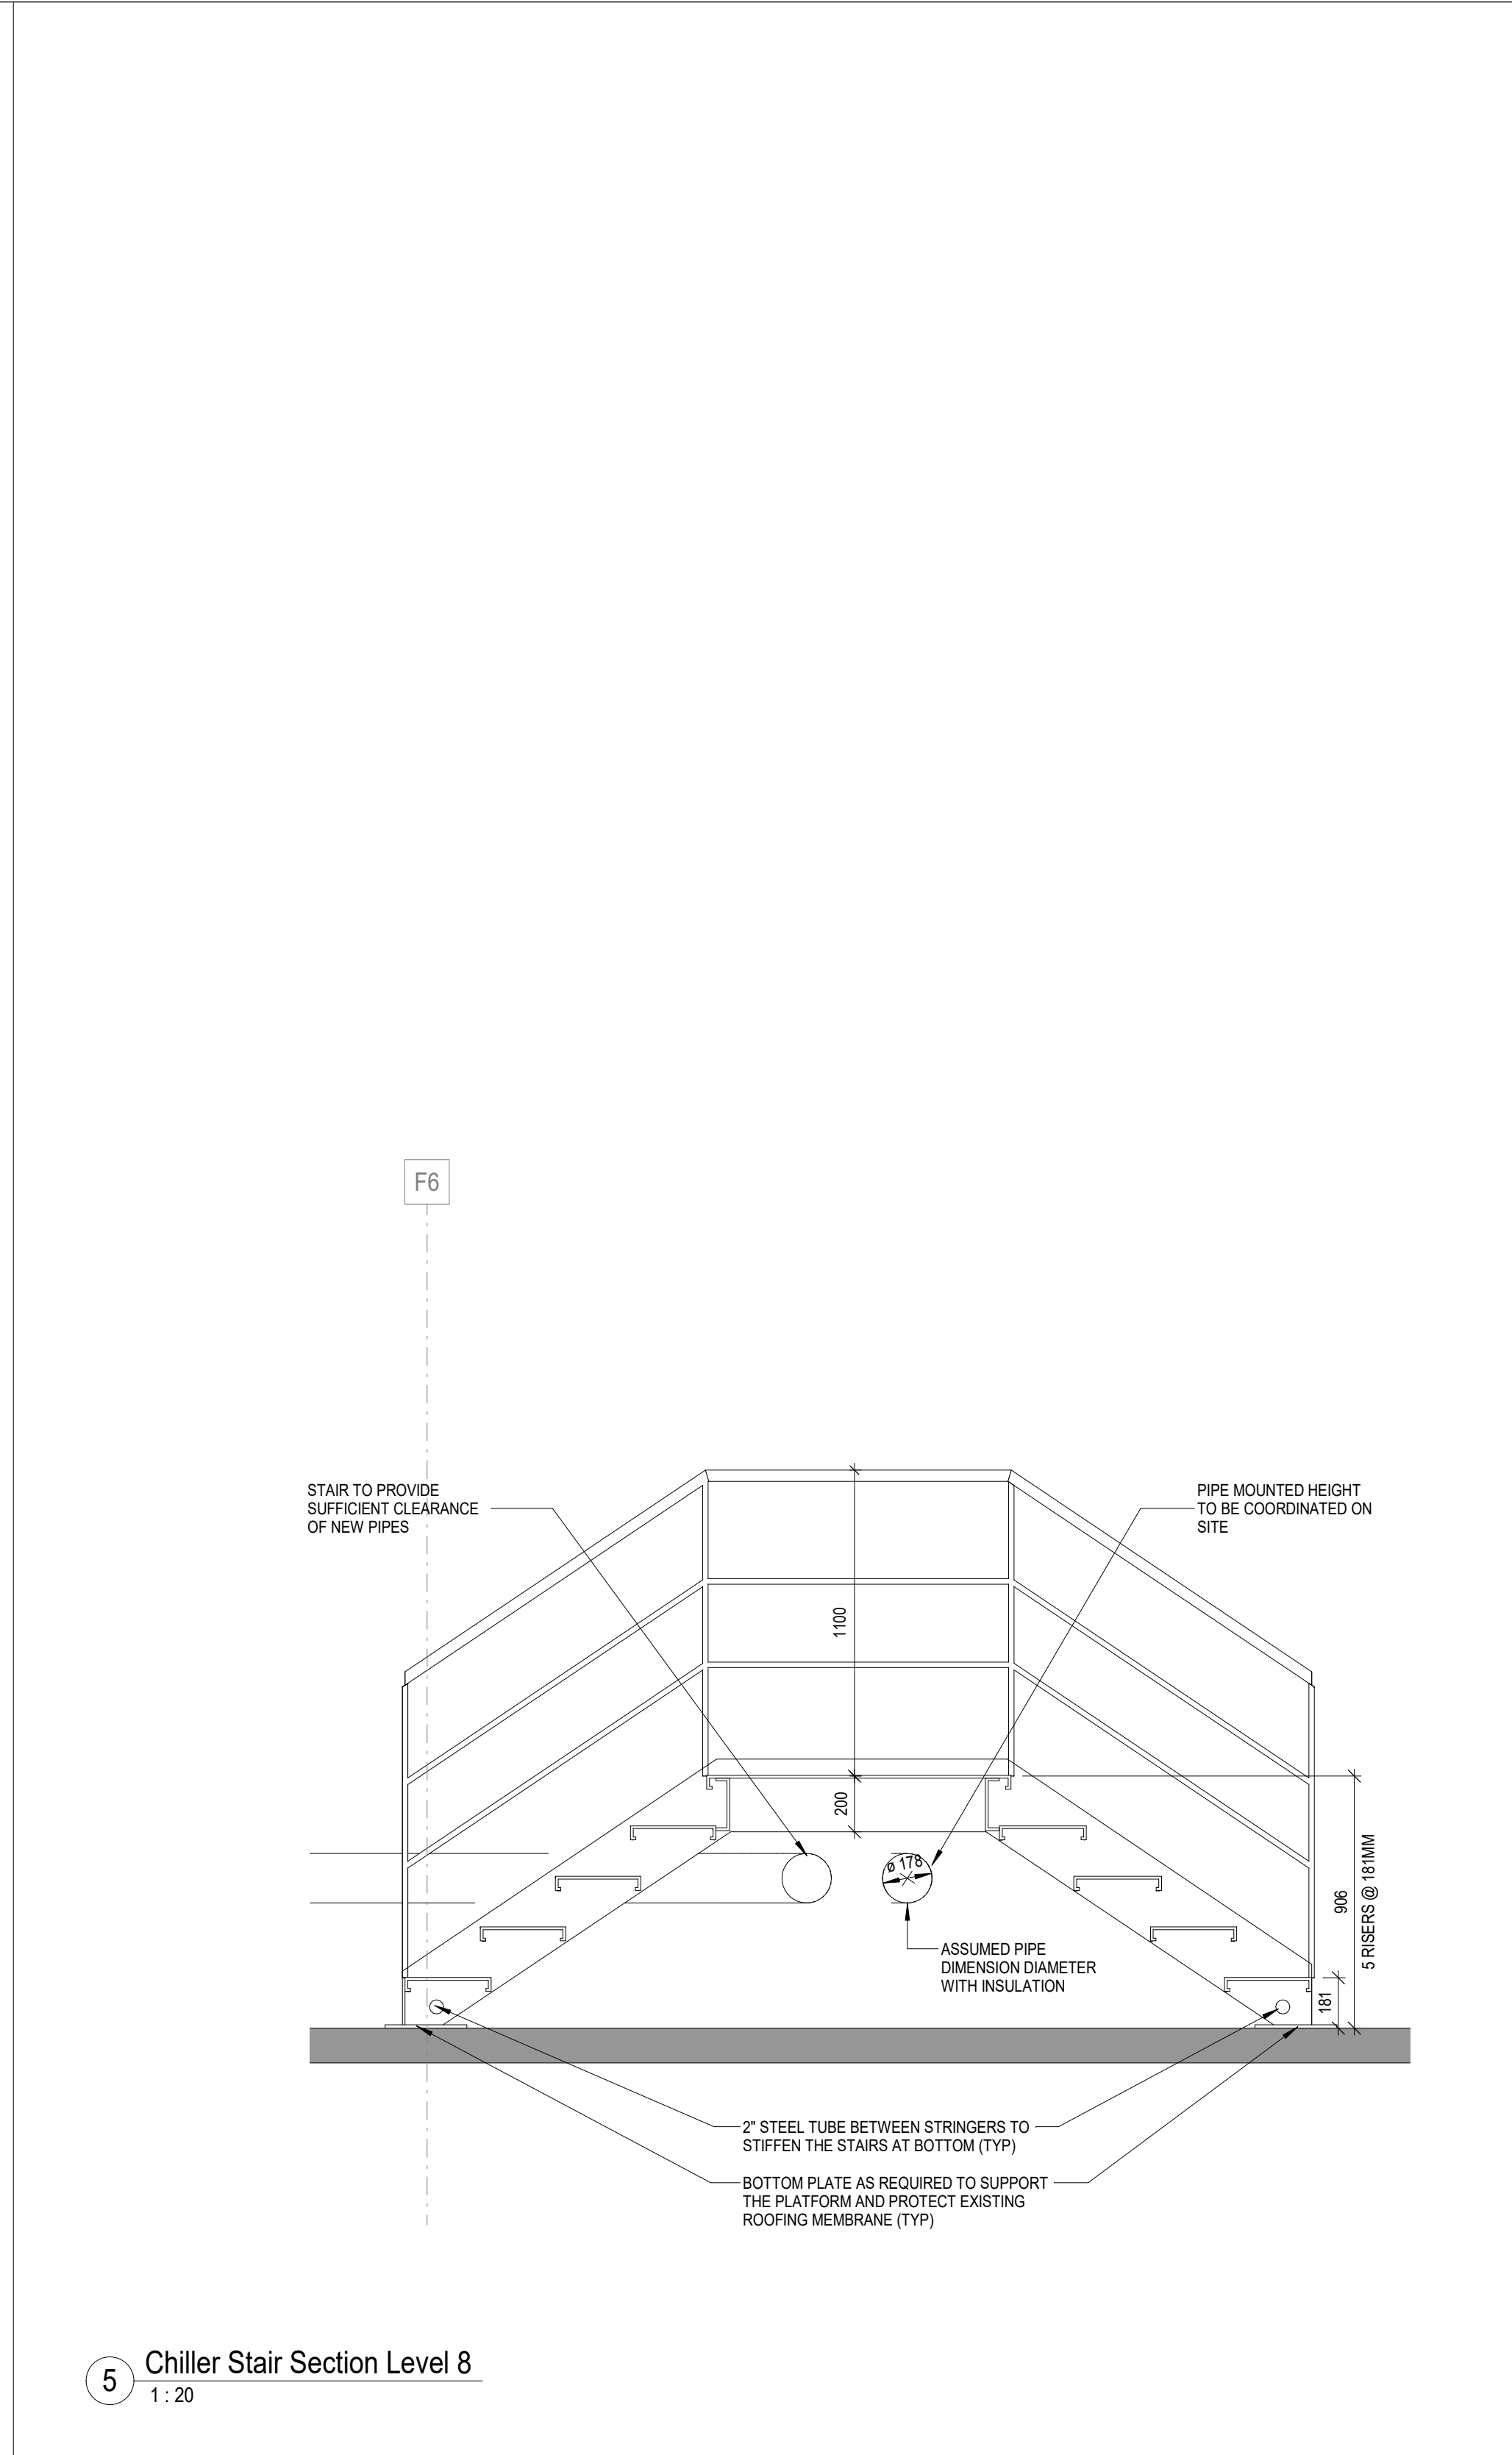 F6
STAIR TO PROVIDE
SUFFICIENT CLEARANCE
OF NEW PIPES
PIPE MOUNTED HEIGHT
TO BE COORDINATED ON
SITE
1100
200
ø 178
906
5 RISERS @ 181MM
181
ASSUMED PIPE
DIMENSION DIAMETER
WITH INSULATION
2" STEEL TUBE BETWEEN STRINGERS TO
STIFFEN THE STAIRS AT BOTTOM (TYP)
BOTTOM PLATE AS REQUIRED TO SUPPORT
THE PLATFORM AND PROTECT EXISTING
ROOFING MEMBRANE (TYP)
5
Chiller Stair Section Level 8
1 : 20